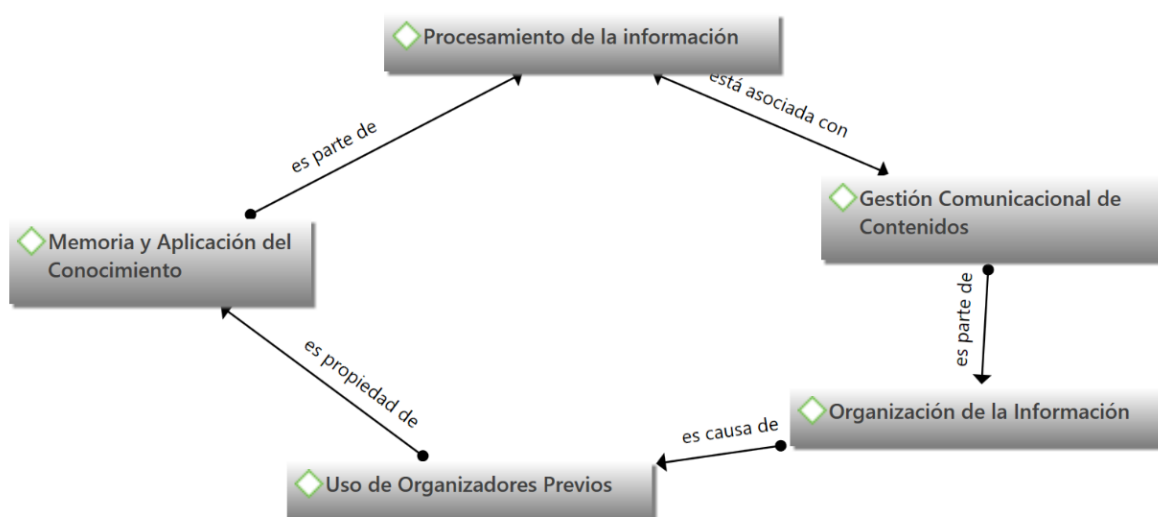 Procesamiento de la información
está asociada con
es parte de
Gestión Comunicacional de
Contenidos
Memoria y Aplicación del
Conocimiento
es parte de
es propiedad de
Organización de la Información
es causa de
Uso de Organizadores Previos